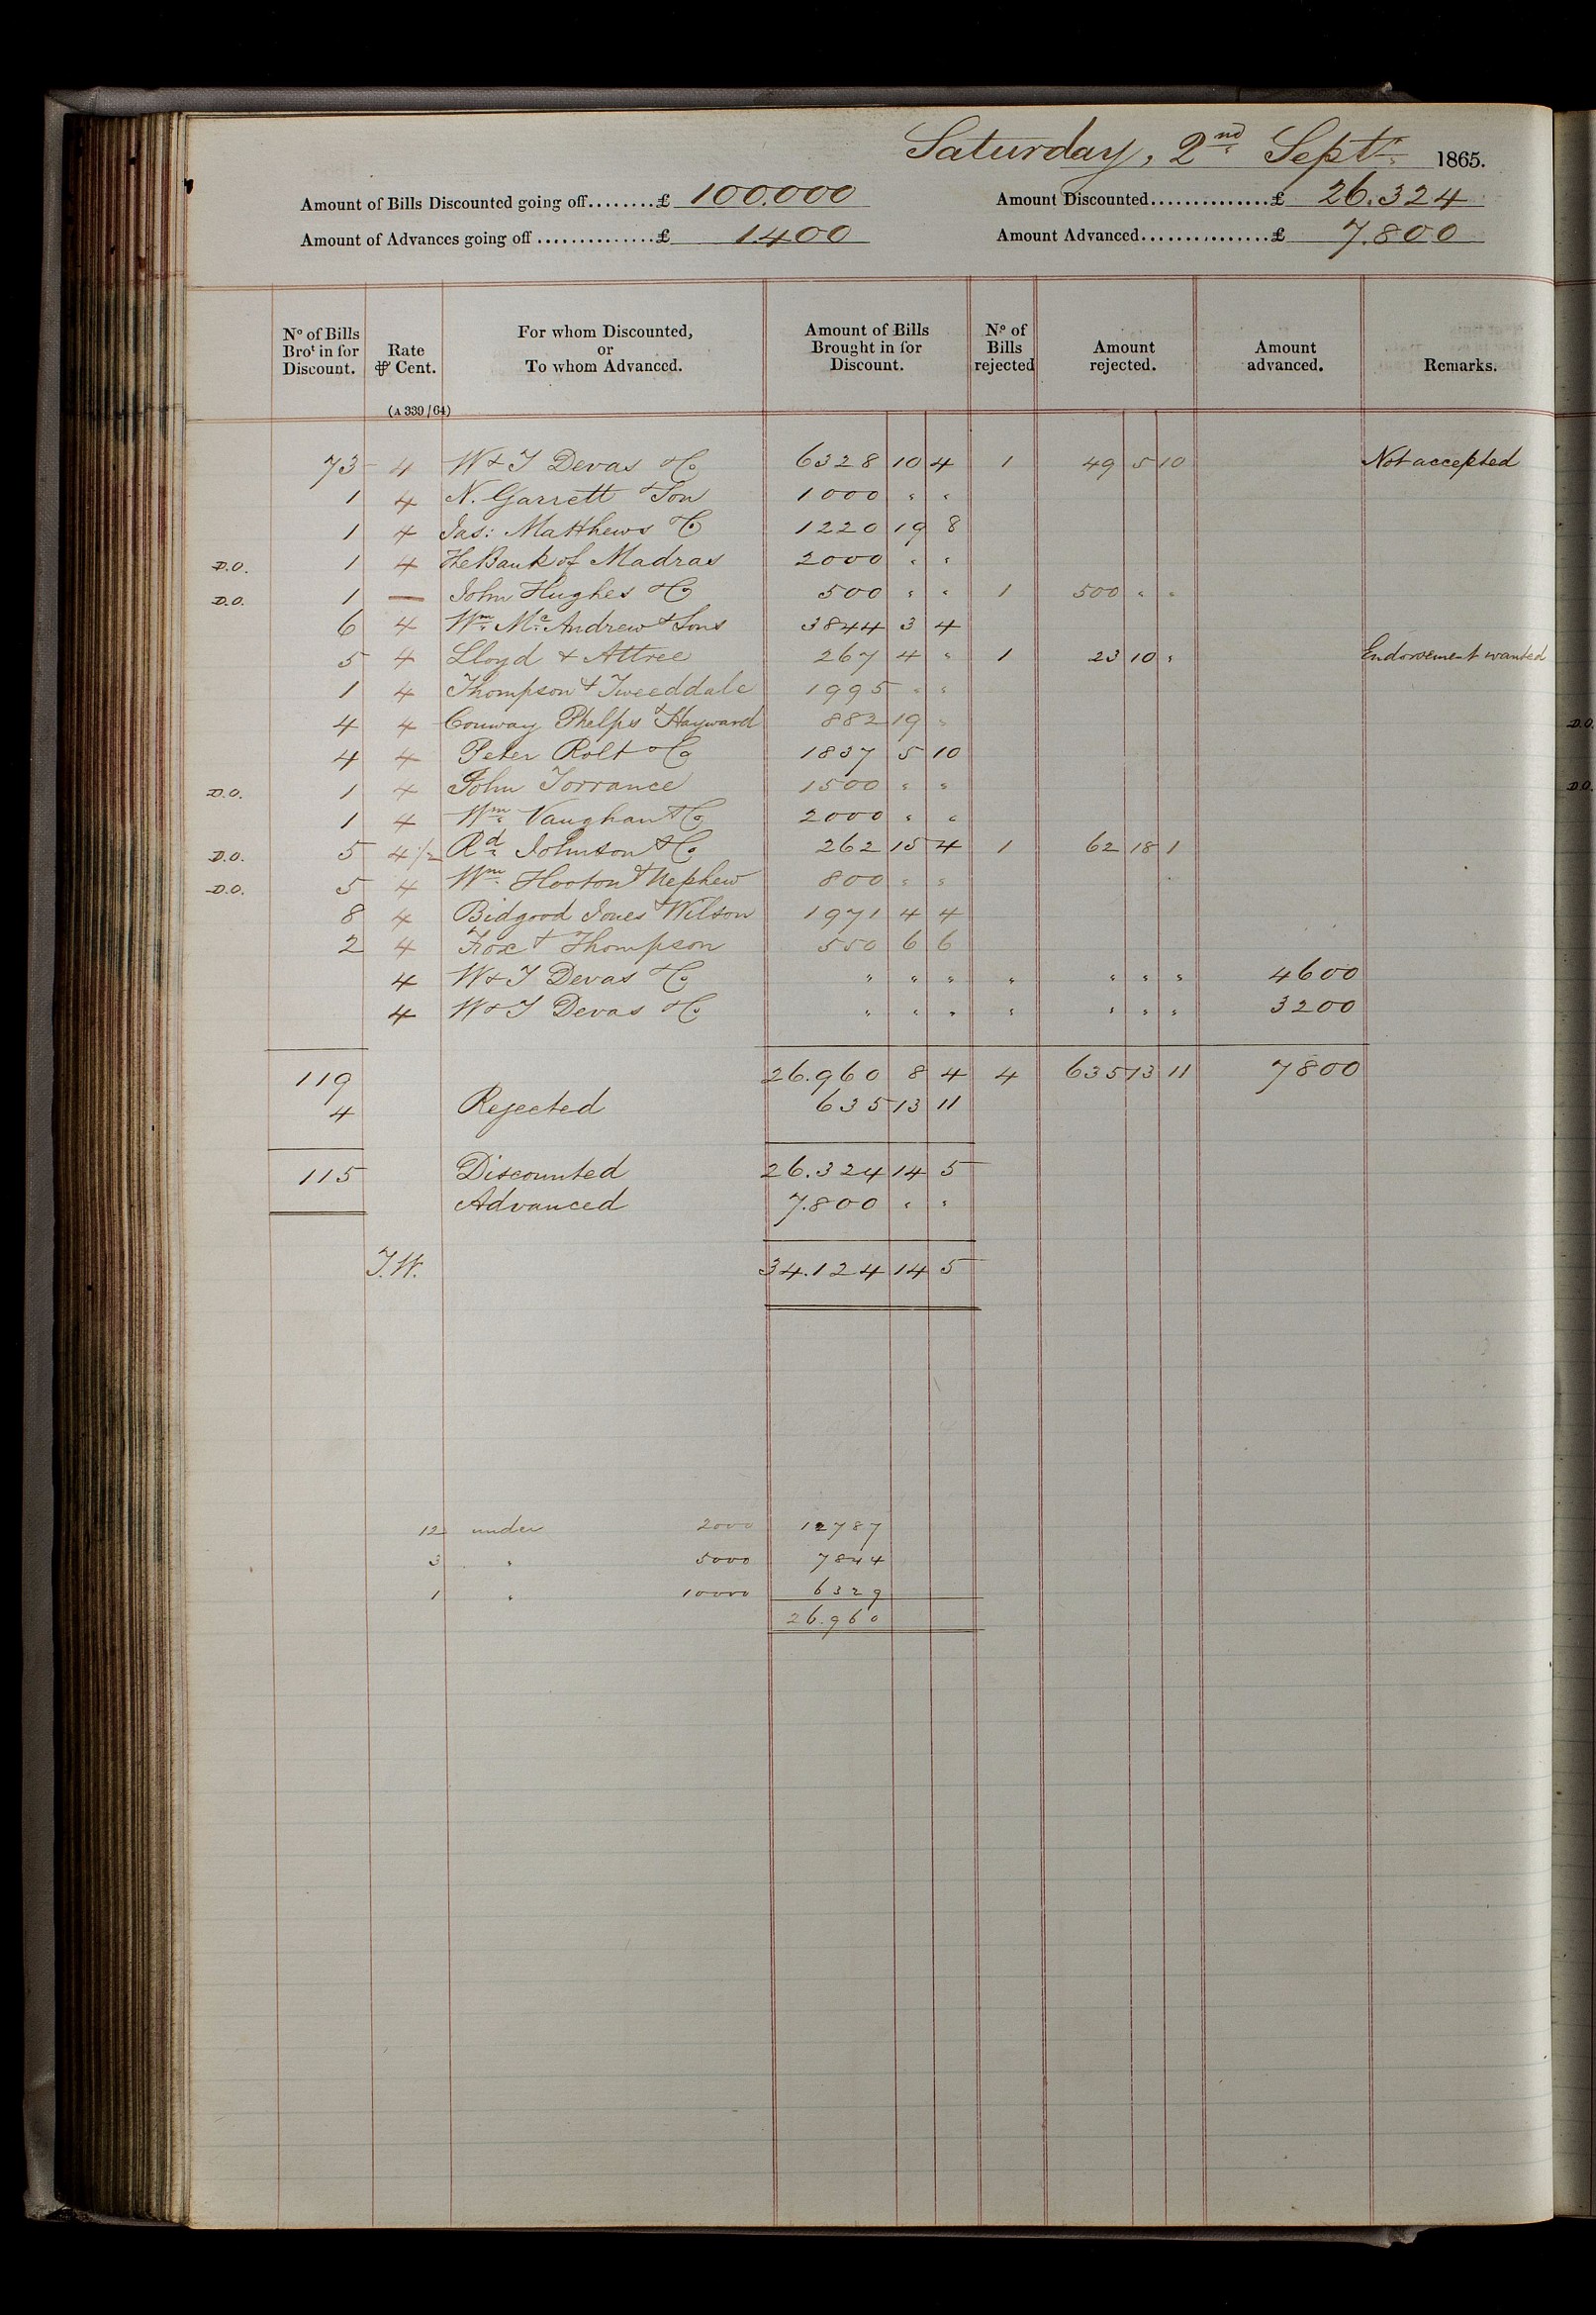 Saturday, 2nd Septr. 1865.
Amount of Bills Discounted going off........£ 100.000 Amount Discounted...............£ 26.324
Amount of Advances going off...............£ 1.400 Amount Advanced................£ 7.800
No of Bills Brot in for Discount. Rate ⅌ Cent. For whom Discounted, or To whom Advanced. Amount of Bills Brought in for Discount. No of Bills rejected Amount rejected. Amount advanced. Remarks.
(A 339/64)
73 4 W & T Devas & Co 6328 10 4 1 49 5 10 Not accepted
1 4 N. Garrett & Son 1000 " "
1 4 Jas: Matthews & Co 1220 19 8
D.O. 1 4 The Bank of Madras 2000 " "
D.O. 1 — John Hughes & Co 500 " " 1 500 " "
6 4 Wm. McAndrew & Sons 3844 3 4
5 4 Lloyd & Attree 267 4 " 1 23 10 " Endorsement wanted
1 4 Thompson & Tweeddale 1995 " "
4 4 Conway Phelps & Hayward 882 19 " D.O.
4 4 Peter Rolt & Co 1837 5 10
D.O. 1 4 John Torrance 1500 " " D.O.
1 4 Wm. Vaughan & Co 2000 " "
D.O. 5 4½ Rd. Johnson & Co 262 15 4 1 62 18 1
D.O. 5 4 Wm. Hooton & Nephew 800 " "
8 4 Bidgood Jones & Wilson 1971 4 4
2 4 Fox & Thompson 550 6 6
4 W & T Devas & Co " " " " " " " 4600
4 W & T Devas & Co " " " " " " " 3200
119 26.960 8 4 4 635 13 11 7800
4 Rejected 635 13 11
115 Discounted 26.324 14 5
Advanced 7.800 " "
T.W. 34.124 14 5
12 under 2000 12787
3 " 5000 7844
1 " 10000 6329
26.960